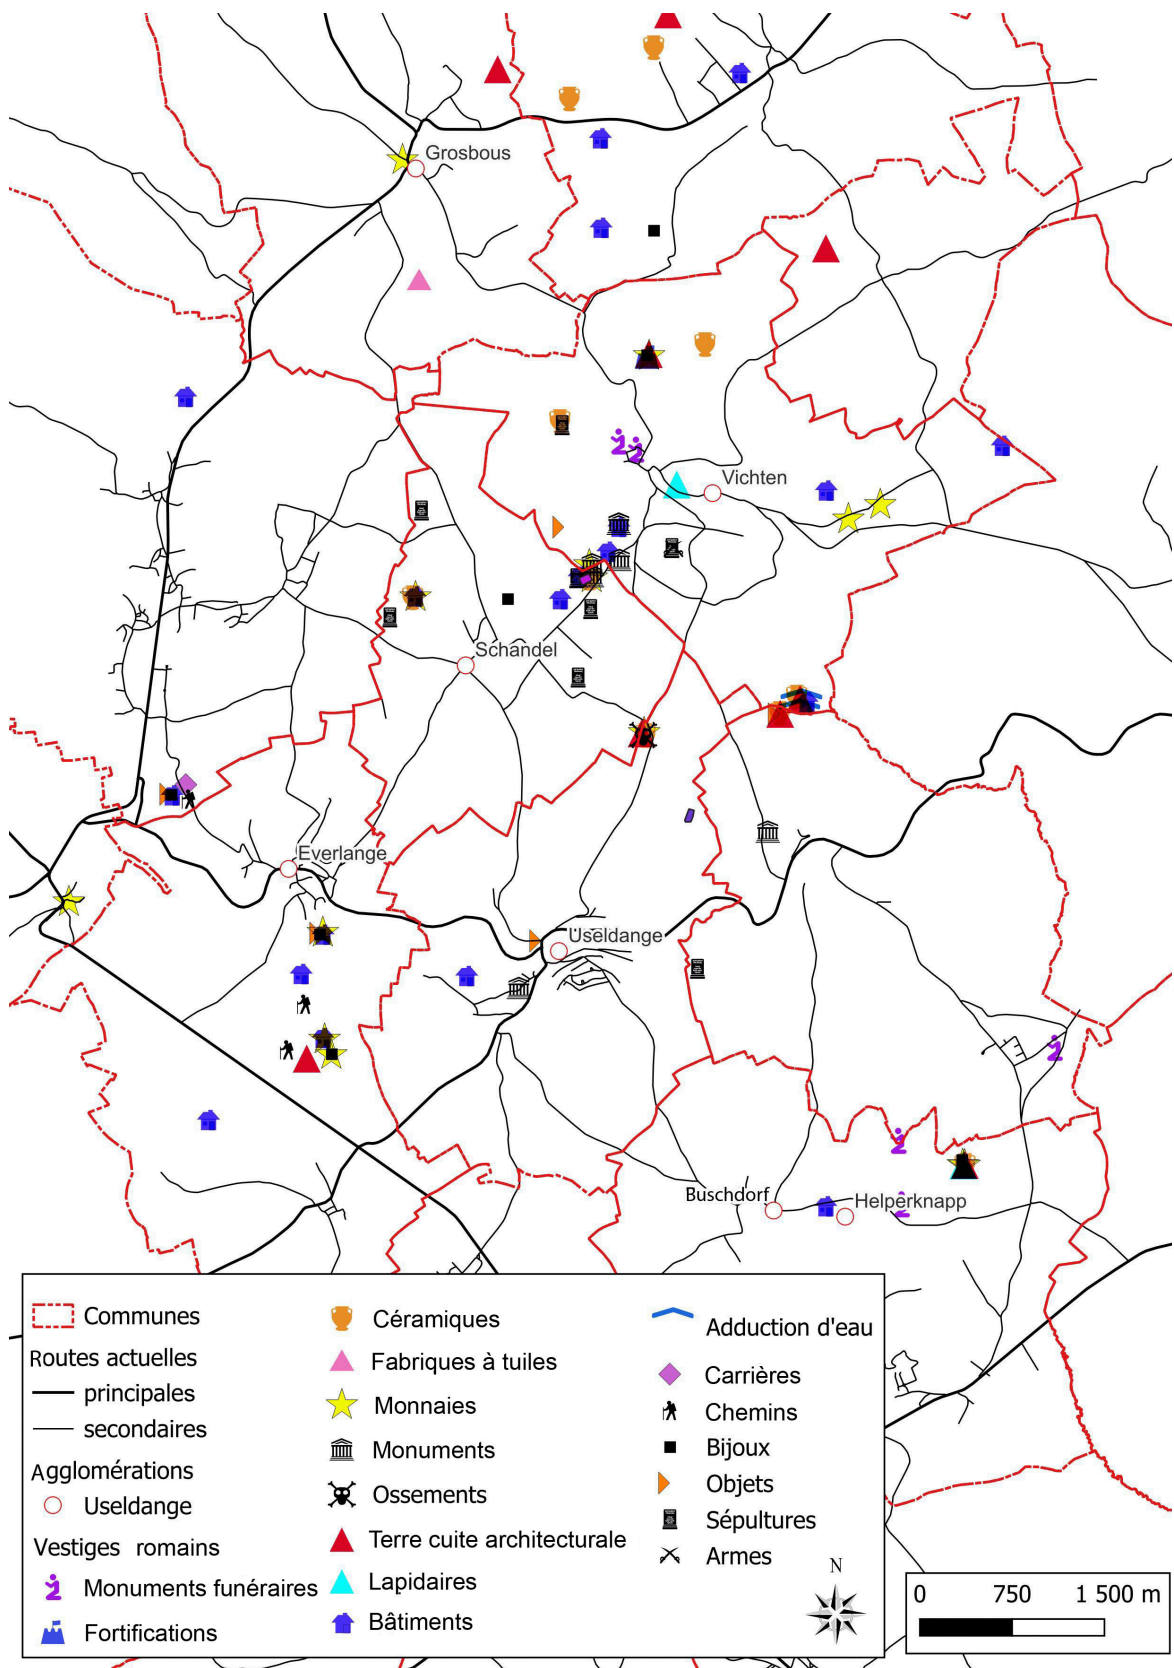 Grosbous
Vichten
Schandel
Everlange
Useldange
Buschdorf
Helperknapp
Communes
Routes actuelles
principales
secondaires
Agglomérations
Useldange
Vestiges romains
Monuments funéraires
Fortifications
Céramiques
Fabriques à tuiles
Monnaies
Monuments
Ossements
Terre cuite architecturale
Lapidaires
Bâtiments
Adduction d'eau
Carrières
Chemins
Bijoux
Objets
Sépultures
Armes
N
0 750 1 500 m